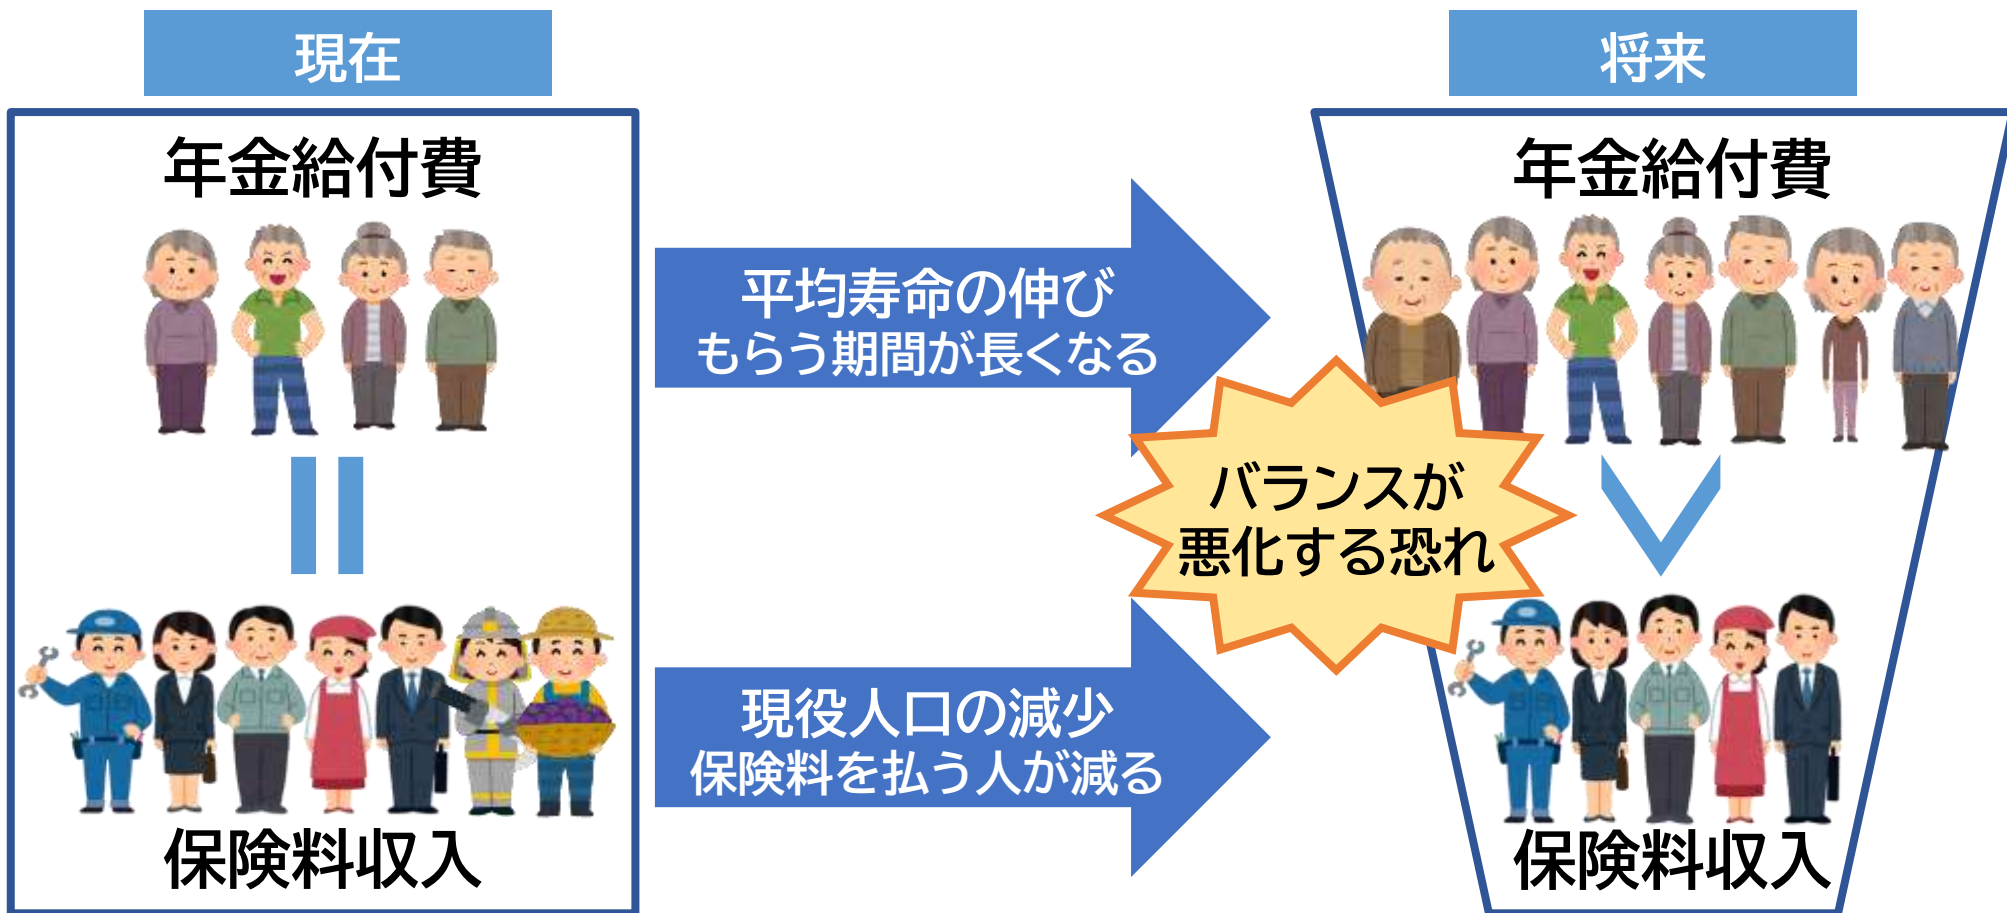 現在
年金給付費
保険料収入
平均寿命の伸び
もらう期間が長くなる
現役人口の減少
保険料を払う人が減る
バランスが
悪化する恐れ
将来
年金給付費
保険料収入